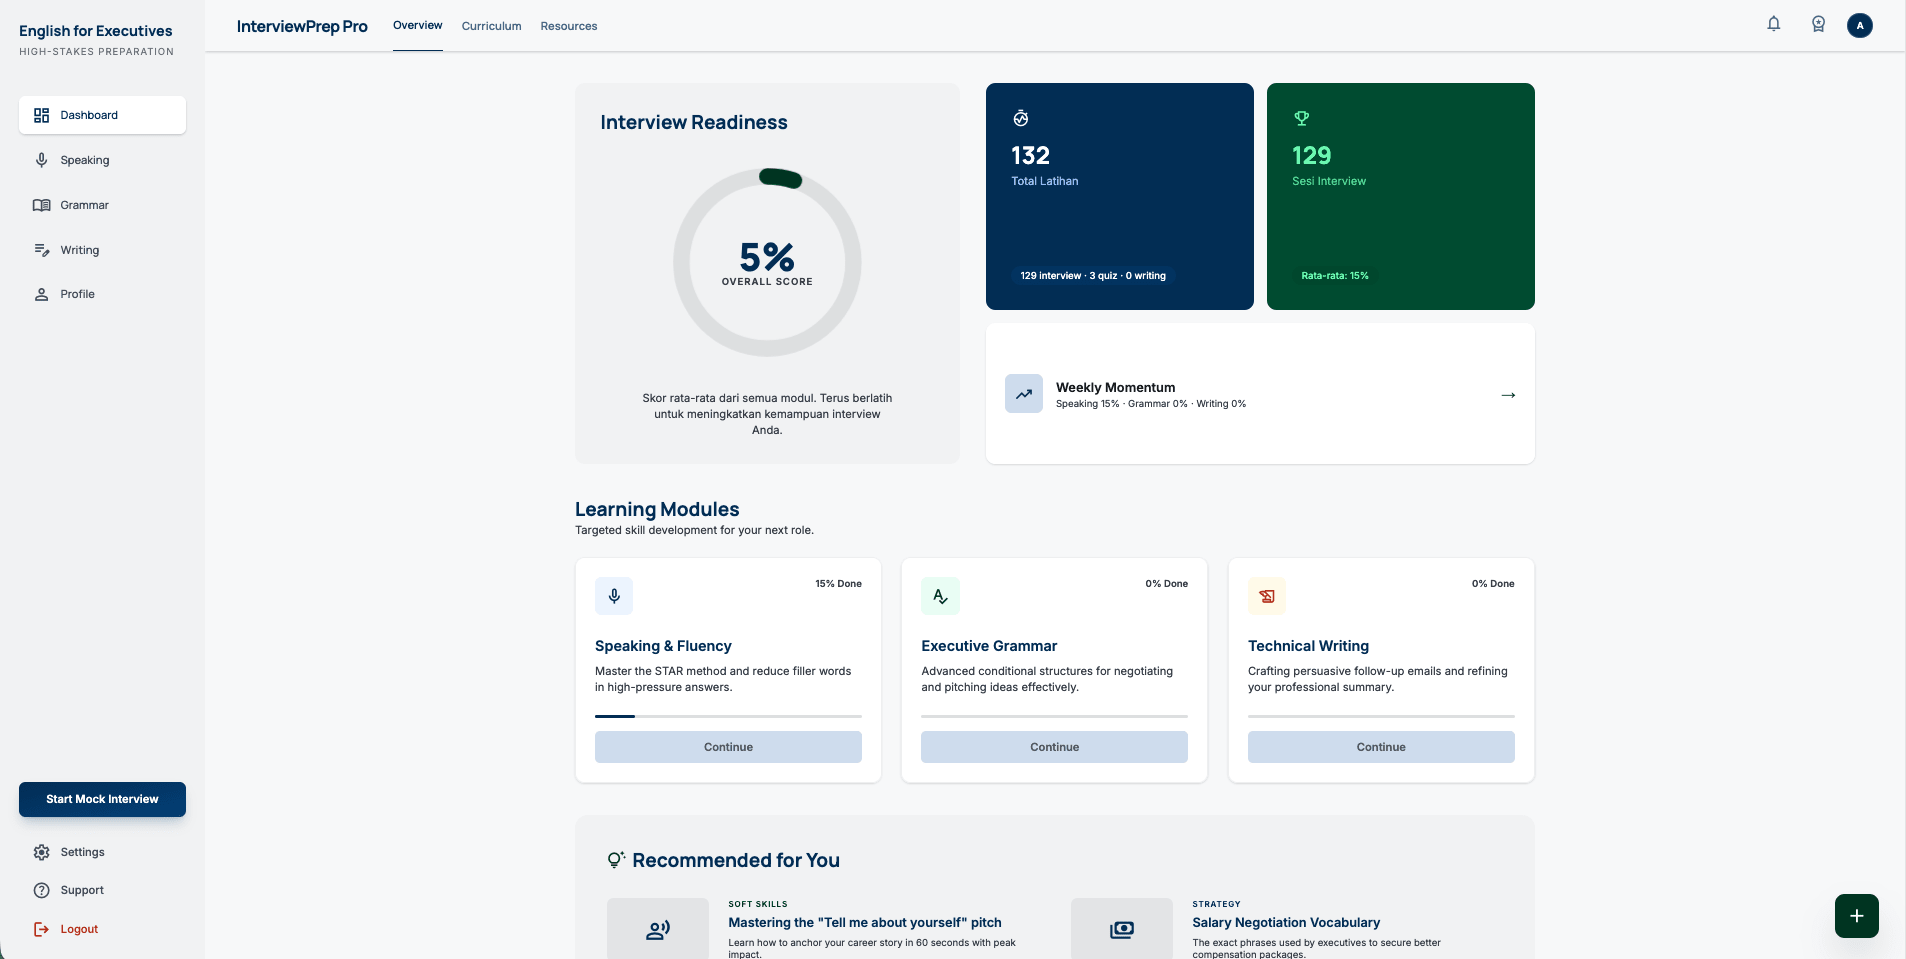 English for Executives
HIGH-STAKES PREPARATION
Dashboard
Speaking
Grammar
Writing
Profile
Start Mock Interview
Settings
Support
Logout
InterviewPrep Pro
Overview
Curriculum
Resources
A
Interview Readiness
5%
OVERALL SCORE
Skor rata-rata dari semua modul. Terus berlatih
untuk meningkatkan kemampuan interview
Anda.
132
Total Latihan
129 interview · 3 quiz · 0 writing
129
Sesi Interview
Rata-rata: 15%
Weekly Momentum
Speaking 15% · Grammar 0% · Writing 0%
→
Learning Modules
Targeted skill development for your next role.
15% Done
Speaking & Fluency
Master the STAR method and reduce filler words
in high-pressure answers.
Continue
0% Done
Executive Grammar
Advanced conditional structures for negotiating
and pitching ideas effectively.
Continue
0% Done
Technical Writing
Crafting persuasive follow-up emails and refining
your professional summary.
Continue
Recommended for You
SOFT SKILLS
Mastering the "Tell me about yourself" pitch
Learn how to anchor your career story in 60 seconds with peak
impact.
STRATEGY
Salary Negotiation Vocabulary
The exact phrases used by executives to secure better
compensation packages.
+